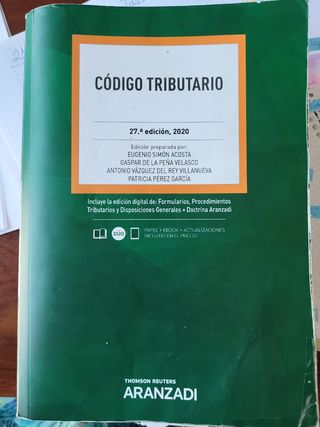 CÓDIGO TRIBUTARIO
27.ª edición, 2020
Edición preparada por:
EUGENIO SIMÓN ACOSTA
GASPAR DE LA PEÑA VELASCO
ANTONIO VÁZQUEZ DEL REY VILLANUEVA
PATRICIA PÉREZ GARCÍA
Incluye la edición digital de: Formularios, Procedimientos
Tributarios y Disposiciones Generales + Doctrina Aranzadi
DÚO
PAPEL + EBOOK + ACTUALIZACIONES
INCLUIDO EN EL PRECIO
THOMSON REUTERS
ARANZADI